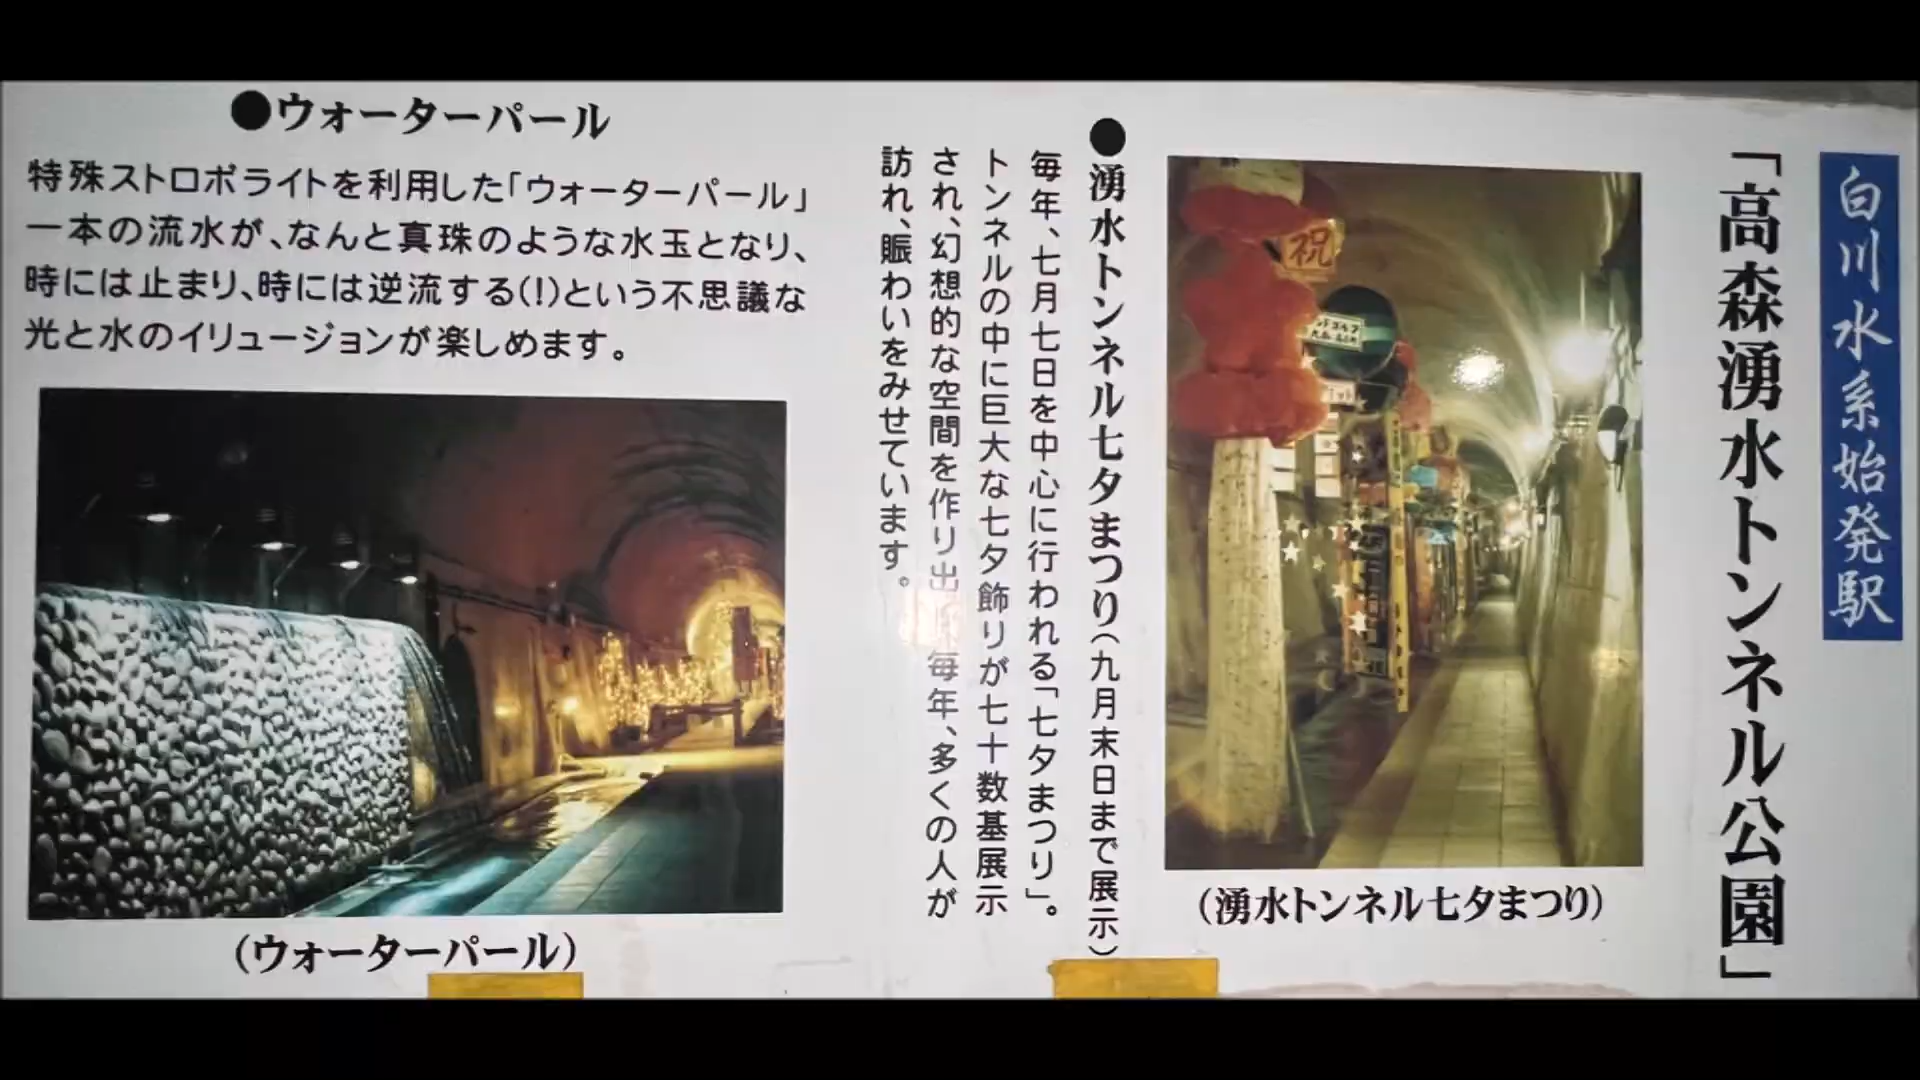 白川水系始発駅
「高森湧水トンネル公園」
祝
(湧水トンネル七夕まつり)
●湧水トンネル七夕まつり(九月末日まで展示)
毎年、七月七日を中心に行われる「七夕まつり」。
トンネルの中に巨大な七夕飾りが七十数基展示
され、幻想的な空間を作り出し、毎年、多くの人が
訪れ、賑わいをみせています。
●ウォーターパール
特殊ストロボライトを利用した「ウォーターパール」
一本の流水が、なんと真珠のような水玉となり、
時には止まり、時には逆流する(!)という不思議な
光と水のイリュージョンが楽しめます。
(ウォーターパール)